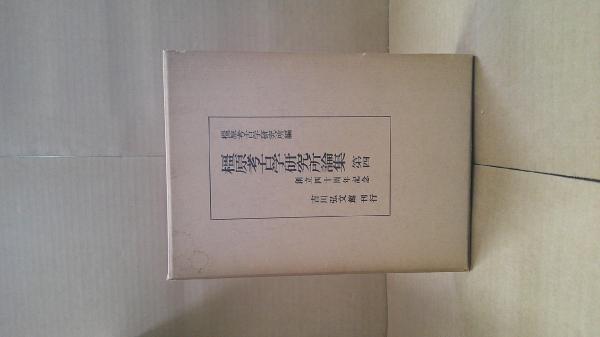 橿原考古学研究所編
橿原考古学研究所論集 第四
創立四十周年記念
吉川弘文館刊行